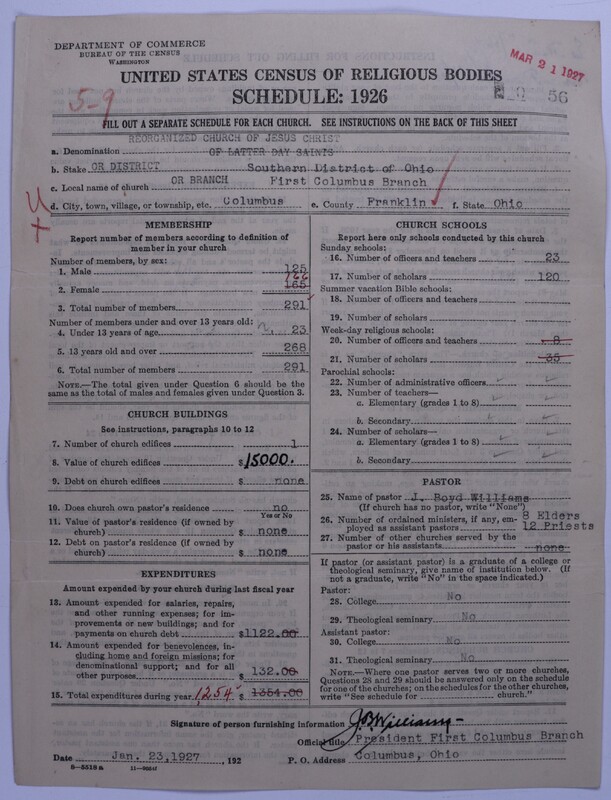 DEPARTMENT OF COMMERCE
BUREAU OF THE CENSUS
WASHINGTON
MAR 21 1927
UNITED STATES CENSUS OF RELIGIOUS BODIES
SCHEDULE: 1926
5-9
56
FILL OUT A SEPARATE SCHEDULE FOR EACH CHURCH. SEE INSTRUCTIONS ON THE BACK OF THIS SHEET
REORGANIZED CHURCH OF JESUS CHRIST
a. Denomination OF LATTER DAY SAINTS
b. Stake OR DISTRICT Southern District of Ohio
c. Local name of church OR BRANCH First Columbus Branch
d. City, town, village, or township, etc. Columbus e. County Franklin f. State Ohio
MEMBERSHIP
Report number of members according to definition of
member in your church
Number of members, by sex:
1. Male 125
166
2. Female 165
3. Total number of members 291
Number of members under and over 13 years old:
4. Under 13 years of age 23
5. 13 years old and over 268
6. Total number of members 291
NOTE.—The total given under Question 6 should be
same as the total of males and females given under Question 3.
CHURCH BUILDINGS
See instructions, paragraphs 10 to 12
7. Number of church edifices 1
8. Value of church edifices $15000.
9. Debt on church edifices $ none
10. Does church own pastor's residence no
Yes or No
11. Value of pastor's residence (if owned by
church) $ none
12. Debt on pastor's residence (if owned by
church) $ none
EXPENDITURES
Amount expended by your church during last fiscal year
13. Amount expended for salaries, repairs,
and other running expenses; for im-
provements or new buildings; and for
payments on church debt $1122.00
14. Amount expended for benevolences, in-
cluding home and foreign missions; for
denominational support; and for all
other purposes $ 132.00
15. Total expenditures during year 1254 $ 1354.00
CHURCH SCHOOLS
Report here only schools conducted by this church
Sunday schools:
16. Number of officers and teachers 23
17. Number of scholars 120
Summer vacation Bible schools:
18. Number of officers and teachers
19. Number of scholars
Week-day religious schools:
20. Number of officers and teachers 8
21. Number of scholars 35
Parochial schools:
22. Number of administrative officers
23. Number of teachers—
a. Elementary (grades 1 to 8)
b. Secondary
24. Number of scholars—
a. Elementary (grades 1 to 8)
b. Secondary
PASTOR
25. Name of pastor J. Boyd Williams
(If church has no pastor, write "None")
26. Number of ordained ministers, if any, em- 8 Elders
ployed as assistant pastors 12 Priests
27. Number of other churches served by the
pastor or his assistants none
If pastor (or assistant pastor) is a graduate of a college or
theological seminary, give name of institution below. (If
not a graduate, write "No" in the space indicated.)
Pastor:
28. College No
29. Theological seminary No
Assistant pastor:
30. College No
31. Theological seminary No
NOTE.—Where one pastor serves two or more churches,
Questions 28 and 29 should be answered only on the schedule
for one of the churches; on the schedules for the other churches,
write "See schedule for church."
Signature of person furnishing information J.B. Williams
Official title President First Columbus Branch
Date Jan. 23, 1927, 192 P. O. Address Columbus, Ohio
8-5518a 11-9224f